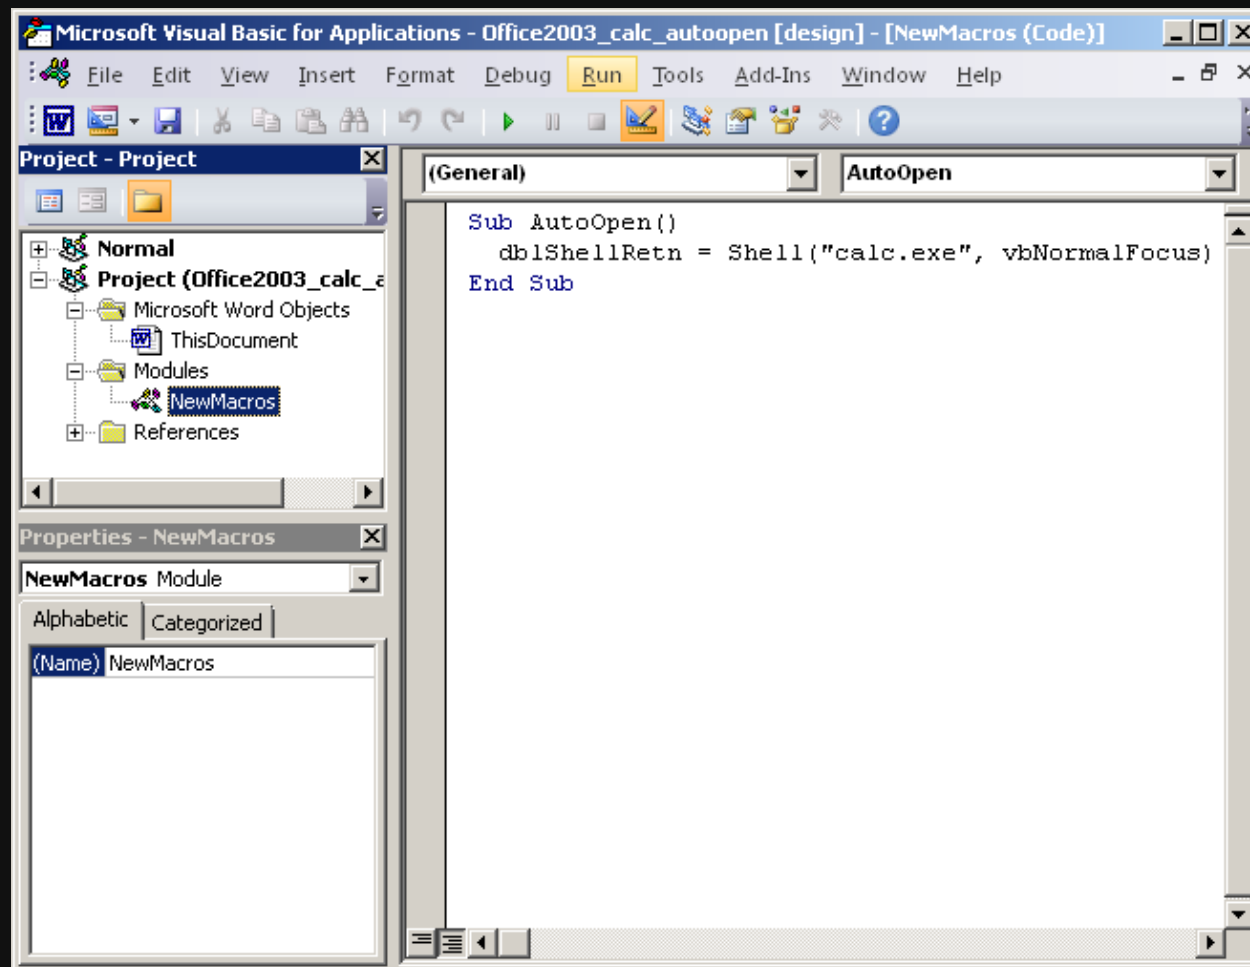 Microsoft Visual Basic for Applications - Office2003_calc_autoopen [design] - [NewMacros (Code)]
File Edit View Insert Format Debug Run Tools Add-Ins Window Help
Project - Project
(General) AutoOpen
Normal
Project (Office2003_calc_a
Microsoft Word Objects
ThisDocument
Modules
NewMacros
References
Sub AutoOpen()
dblShellRetn = Shell("calc.exe", vbNormalFocus)
End Sub
Properties - NewMacros
NewMacros Module
Alphabetic Categorized
(Name) NewMacros